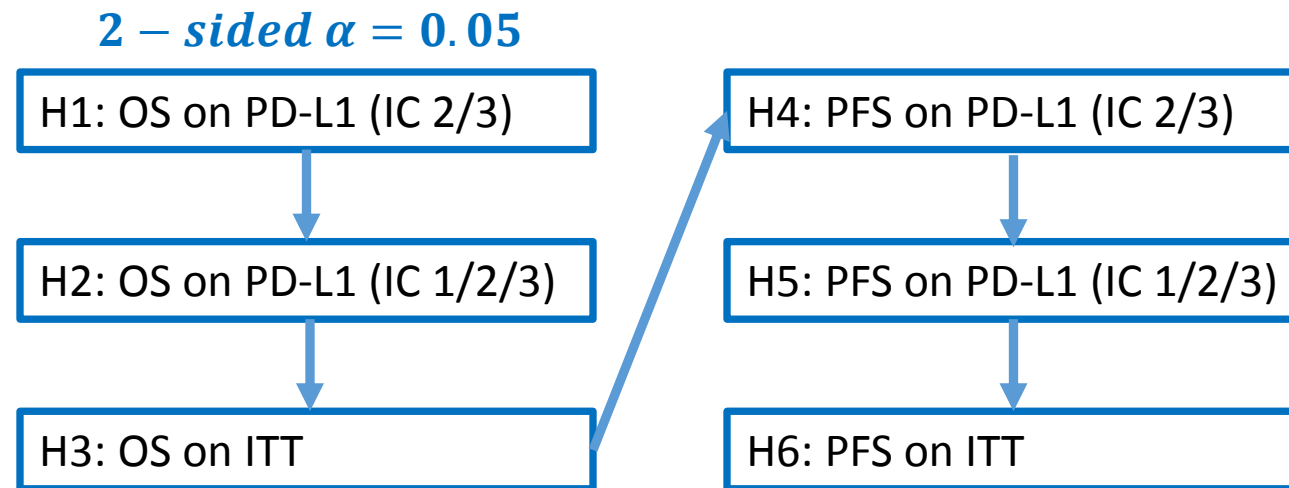 2 − sided α = 0.05
H1: OS on PD-L1 (IC 2/3)
H2: OS on PD-L1 (IC 1/2/3)
H3: OS on ITT
H4: PFS on PD-L1 (IC 2/3)
H5: PFS on PD-L1 (IC 1/2/3)
H6: PFS on ITT